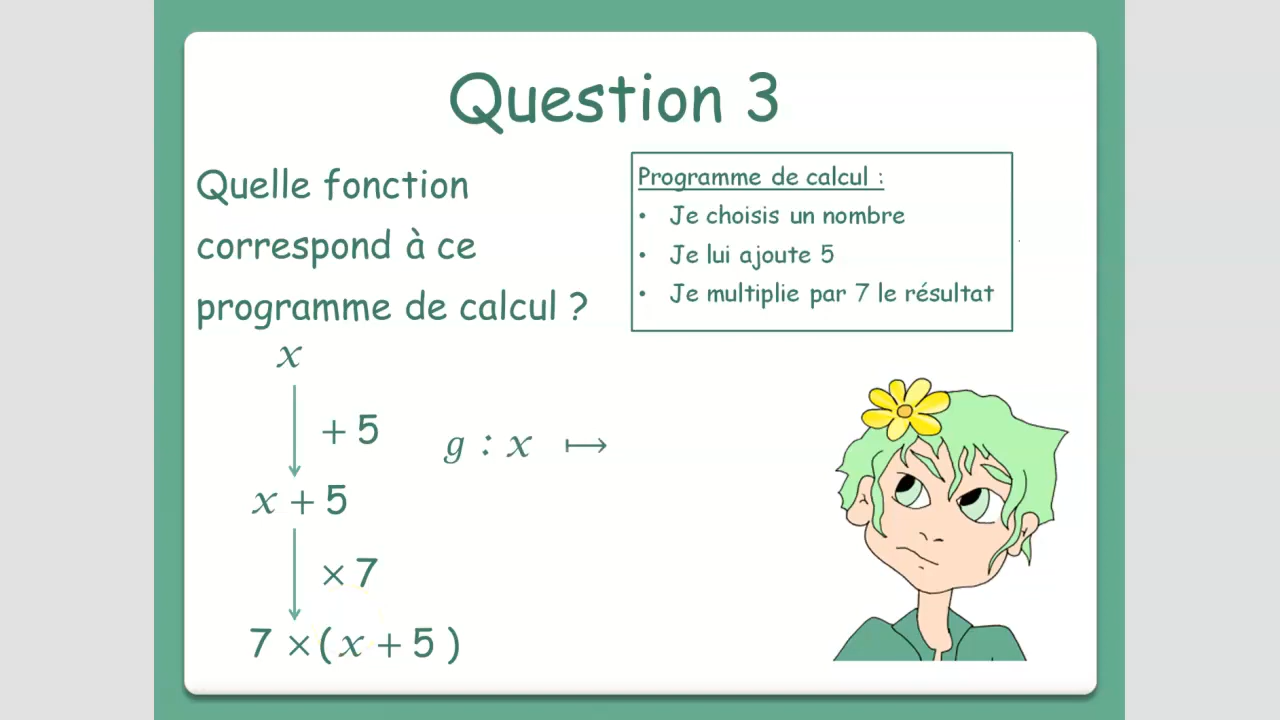 Question 3
Quelle fonction
correspond à ce
programme de calcul ?
Programme de calcul :
• Je choisis un nombre
• Je lui ajoute 5
• Je multiplie par 7 le résultat
x
+ 5
g : x ↦
x + 5
× 7
7 × ( x + 5 )